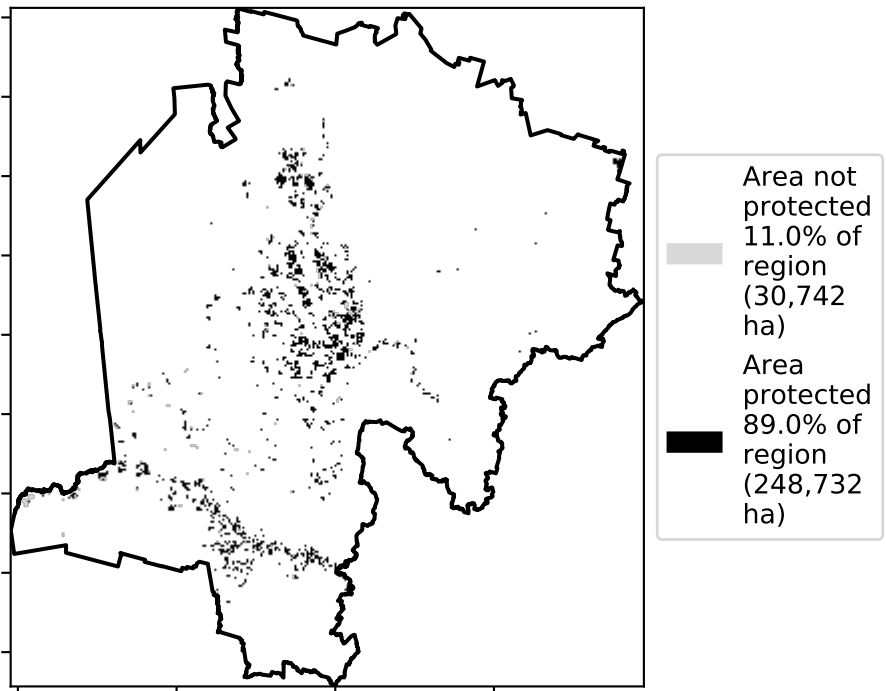 Area not
protected
11.0% of
region
(30,742
ha)
Area
protected
89.0% of
region
(248,732
ha)